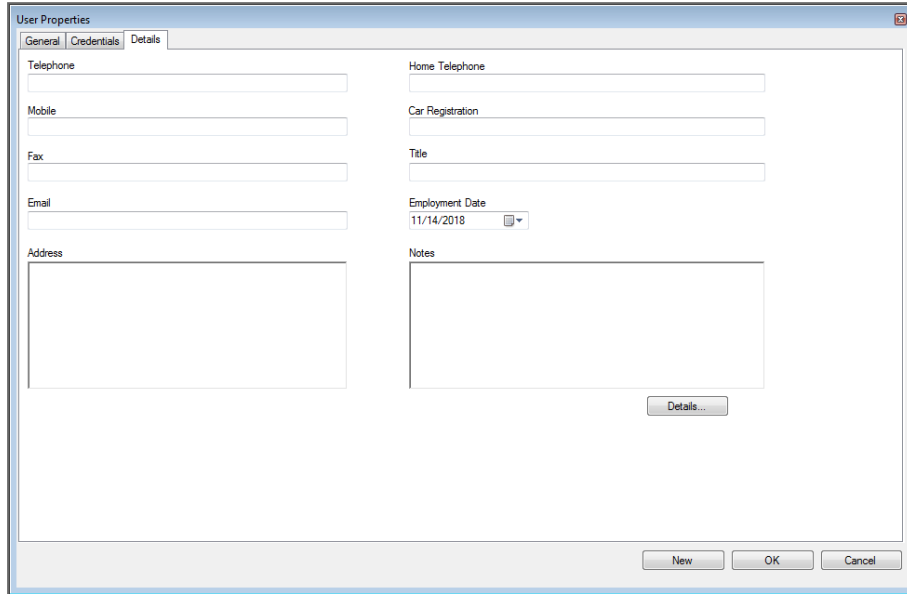 User Properties
General Credentials Details
Telephone Home Telephone
Mobile Car Registration
Fax Title
Email Employment Date
11/14/2018
Address Notes
Details...
New OK Cancel